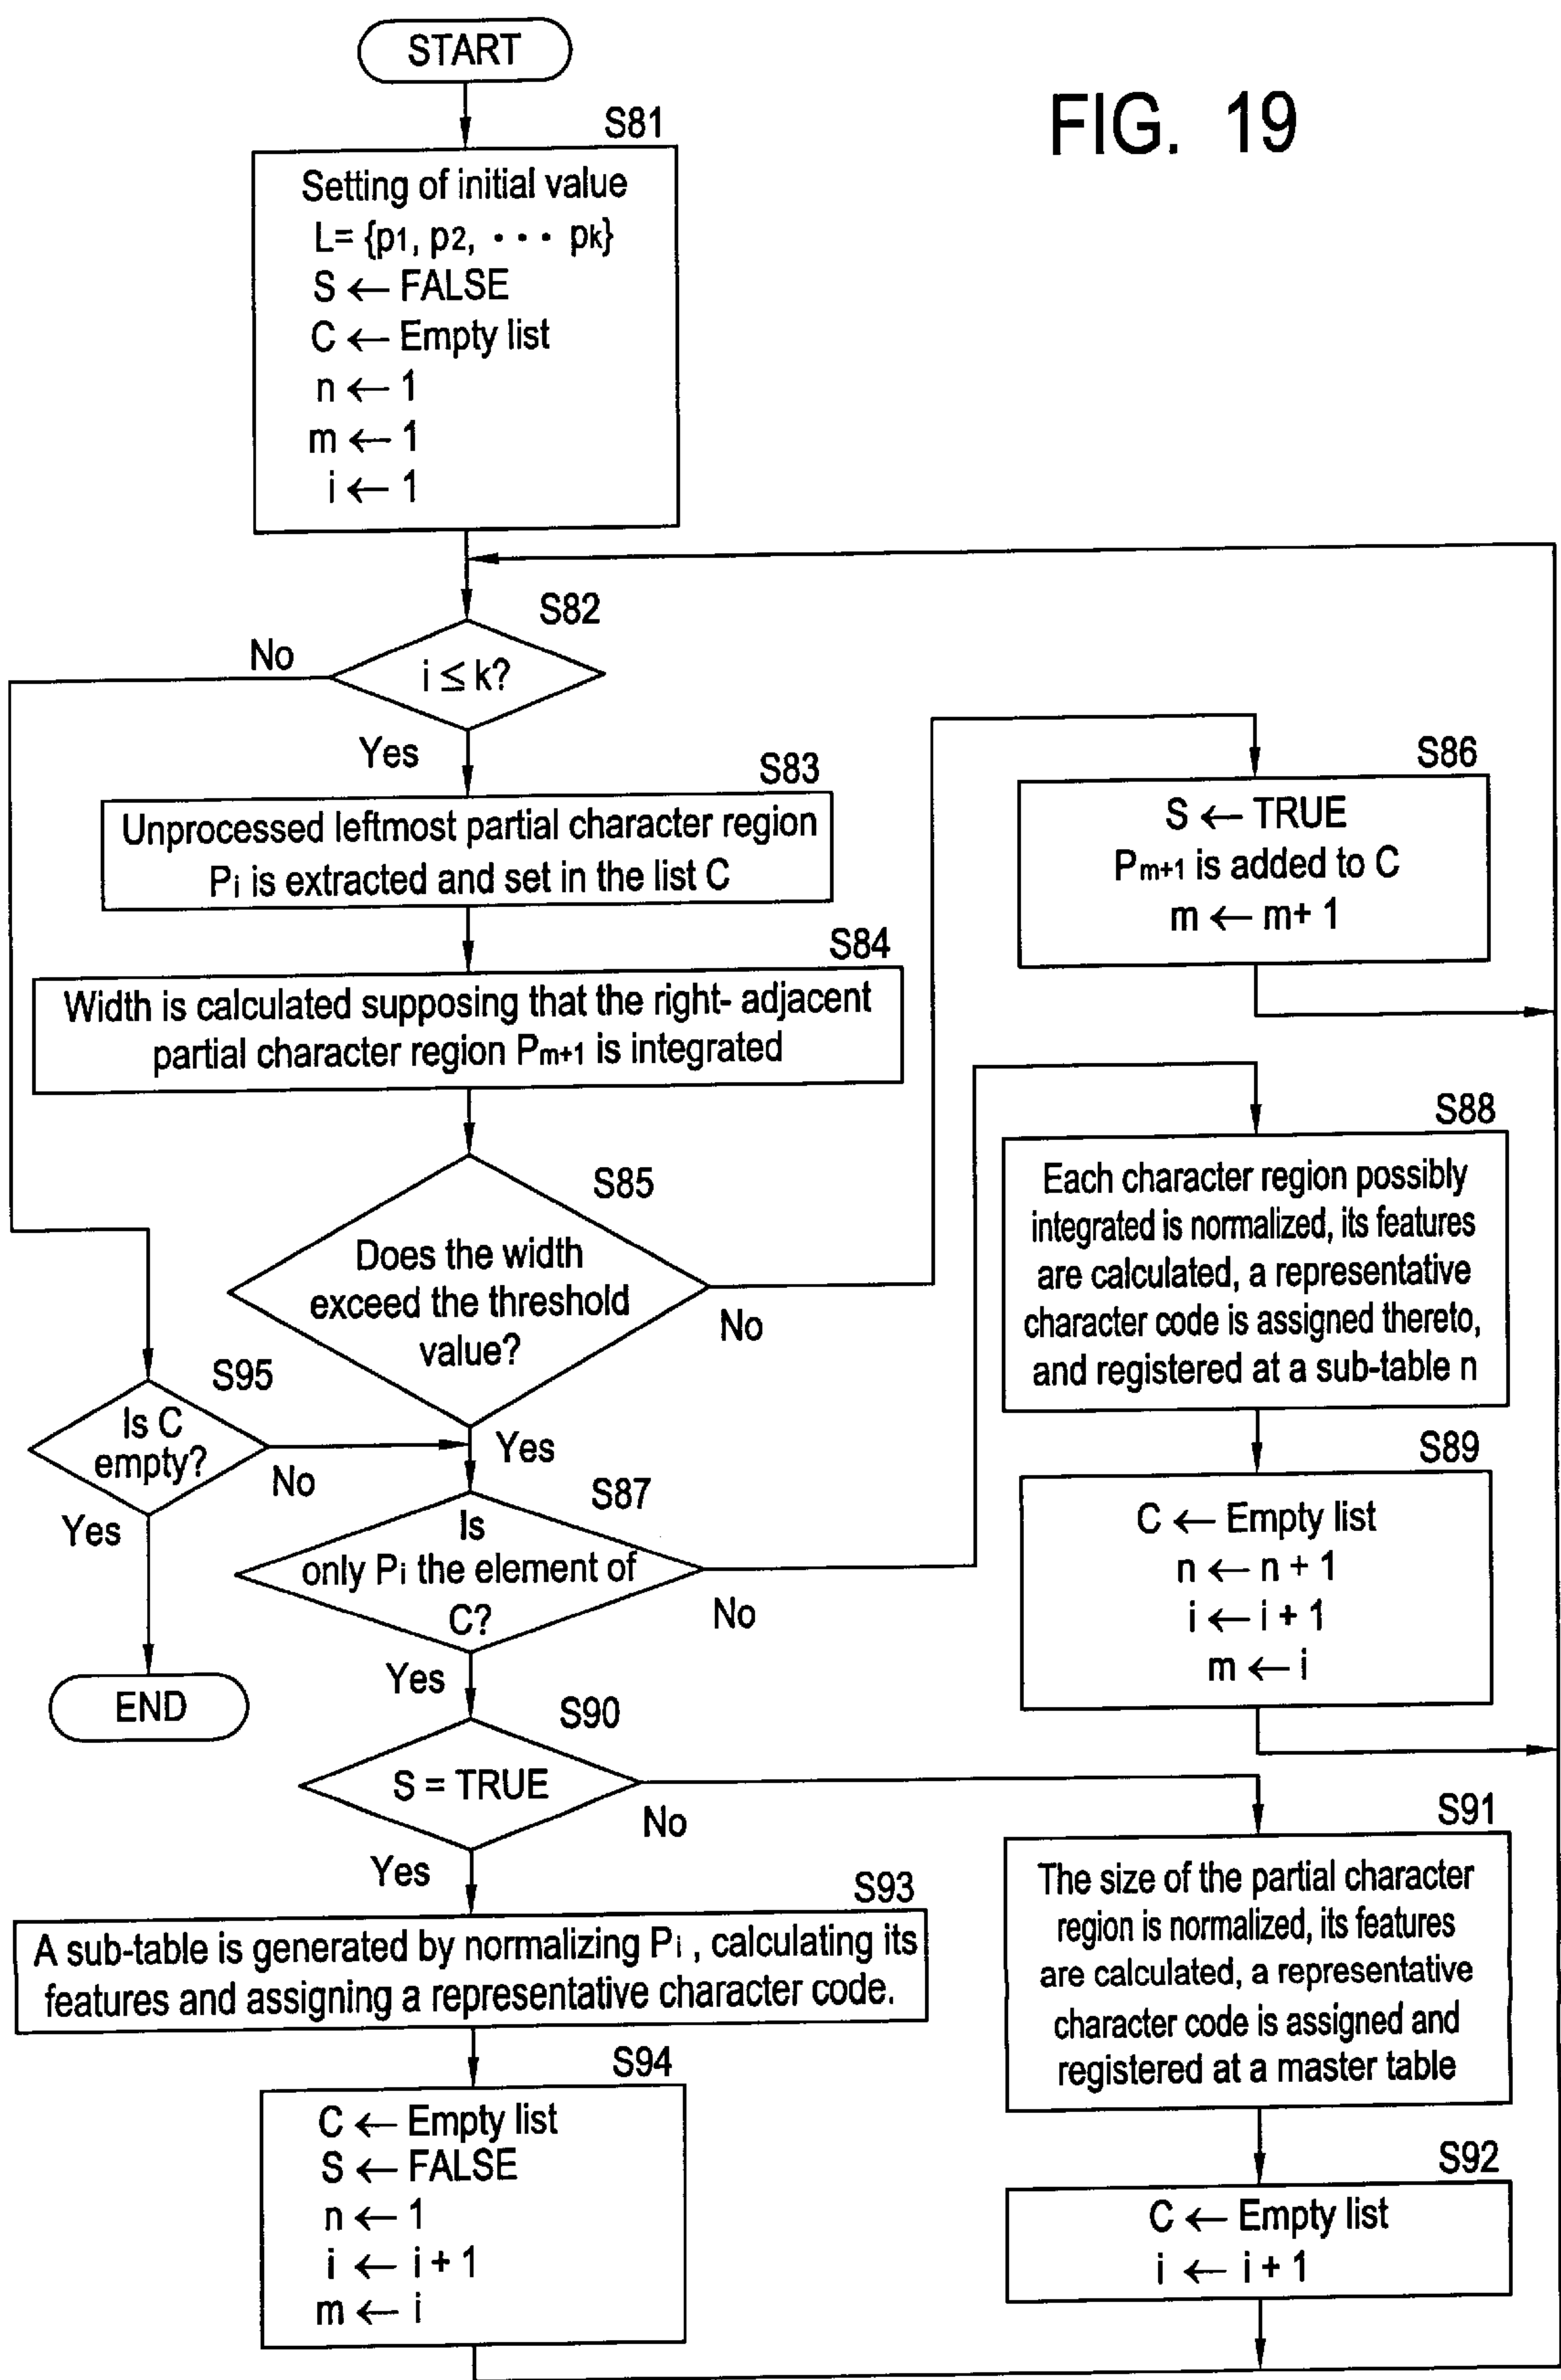 START
FIG. 19
S81
Setting of initial value
L= {p1, p2, ・・・ pk}
S ← FALSE
C ← Empty list
n ← 1
m ← 1
i ← 1
S82
i ≤ k?
No
Yes
S83
Unprocessed leftmost partial character region
Pi is extracted and set in the list C
S84
Width is calculated supposing that the right- adjacent
partial character region Pm+1 is integrated
S85
Does the width
exceed the threshold
value?
No
Yes
S86
S ← TRUE
Pm+1 is added to C
m ← m+ 1
S95
Is C
empty?
No
Yes
END
S87
Is
only Pi the element of
C?
No
Yes
S88
Each character region possibly
integrated is normalized, its features
are calculated, a representative
character code is assigned thereto,
and registered at a sub-table n
S89
C ← Empty list
n ← n + 1
i ← i + 1
m ← i
S90
S = TRUE
No
Yes
S91
The size of the partial character
region is normalized, its features
are calculated, a representative
character code is assigned and
registered at a master table
S92
C ← Empty list
i ← i + 1
S93
A sub-table is generated by normalizing Pi , calculating its
features and assigning a representative character code.
S94
C ← Empty list
S ← FALSE
n ← 1
i ← i + 1
m ← i